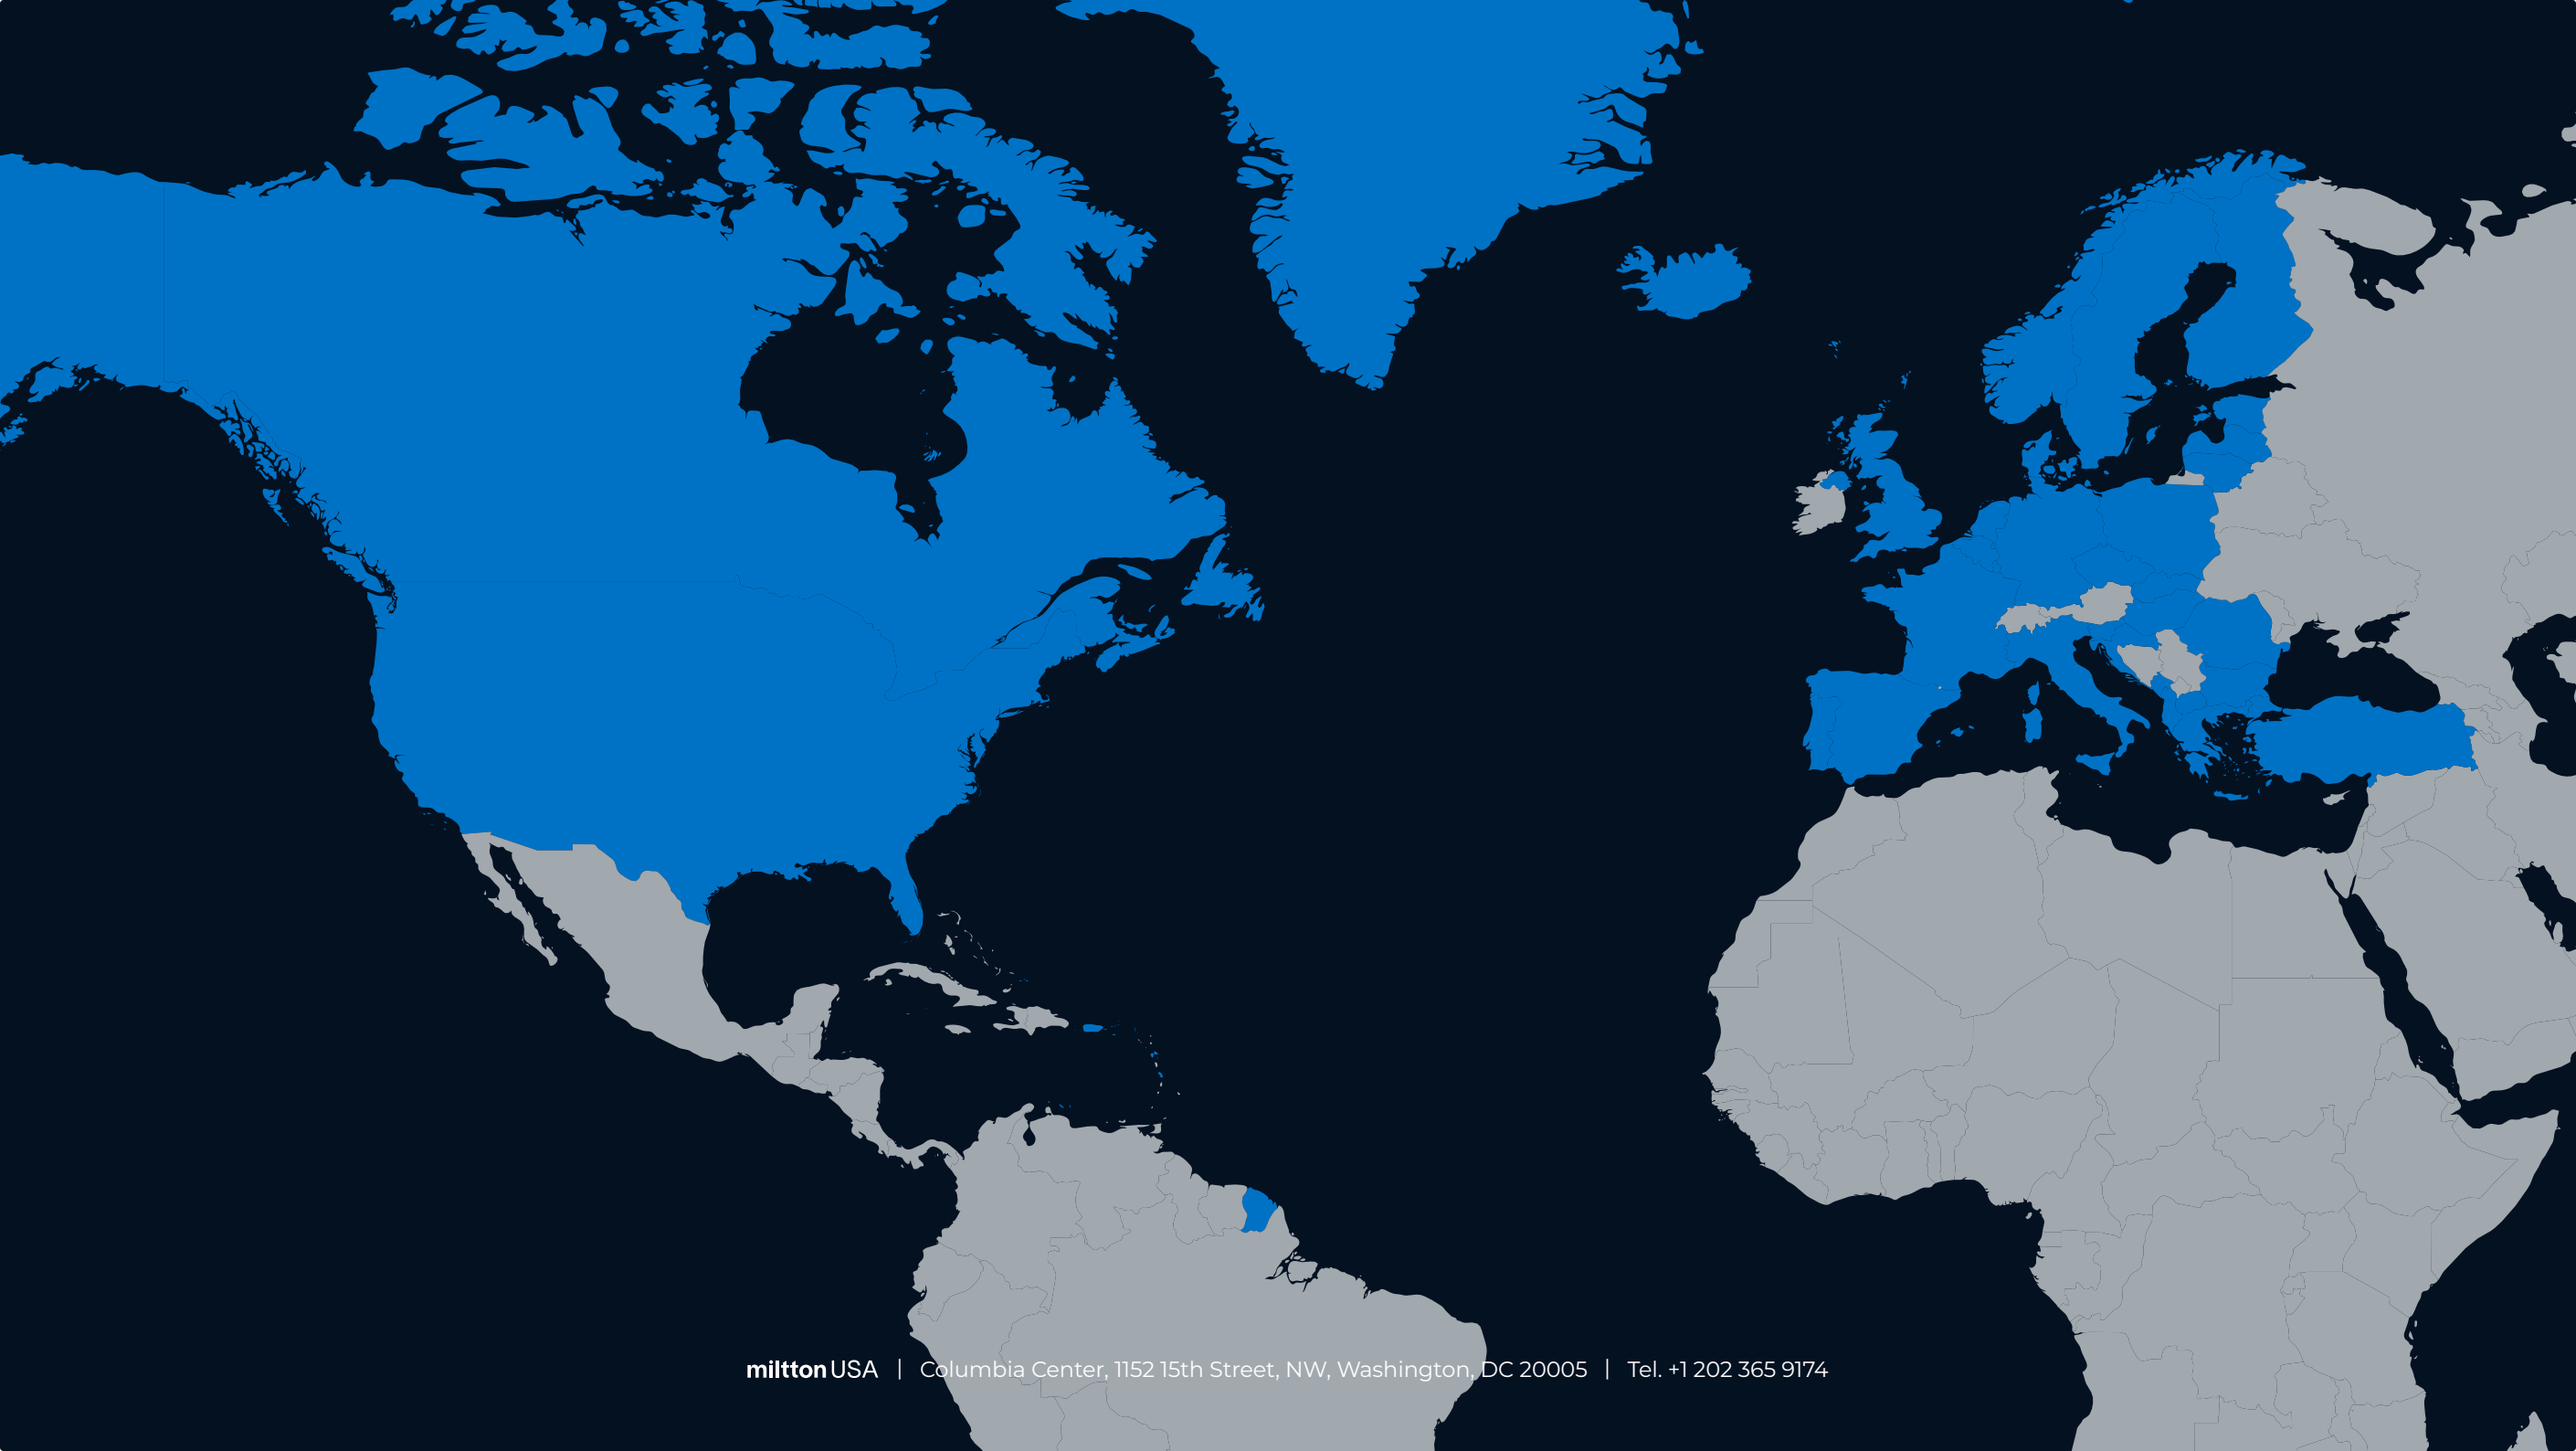 miltton USA | Columbia Center, 1152 15th Street, NW, Washington, DC 20005 | Tel. +1 202 365 9174